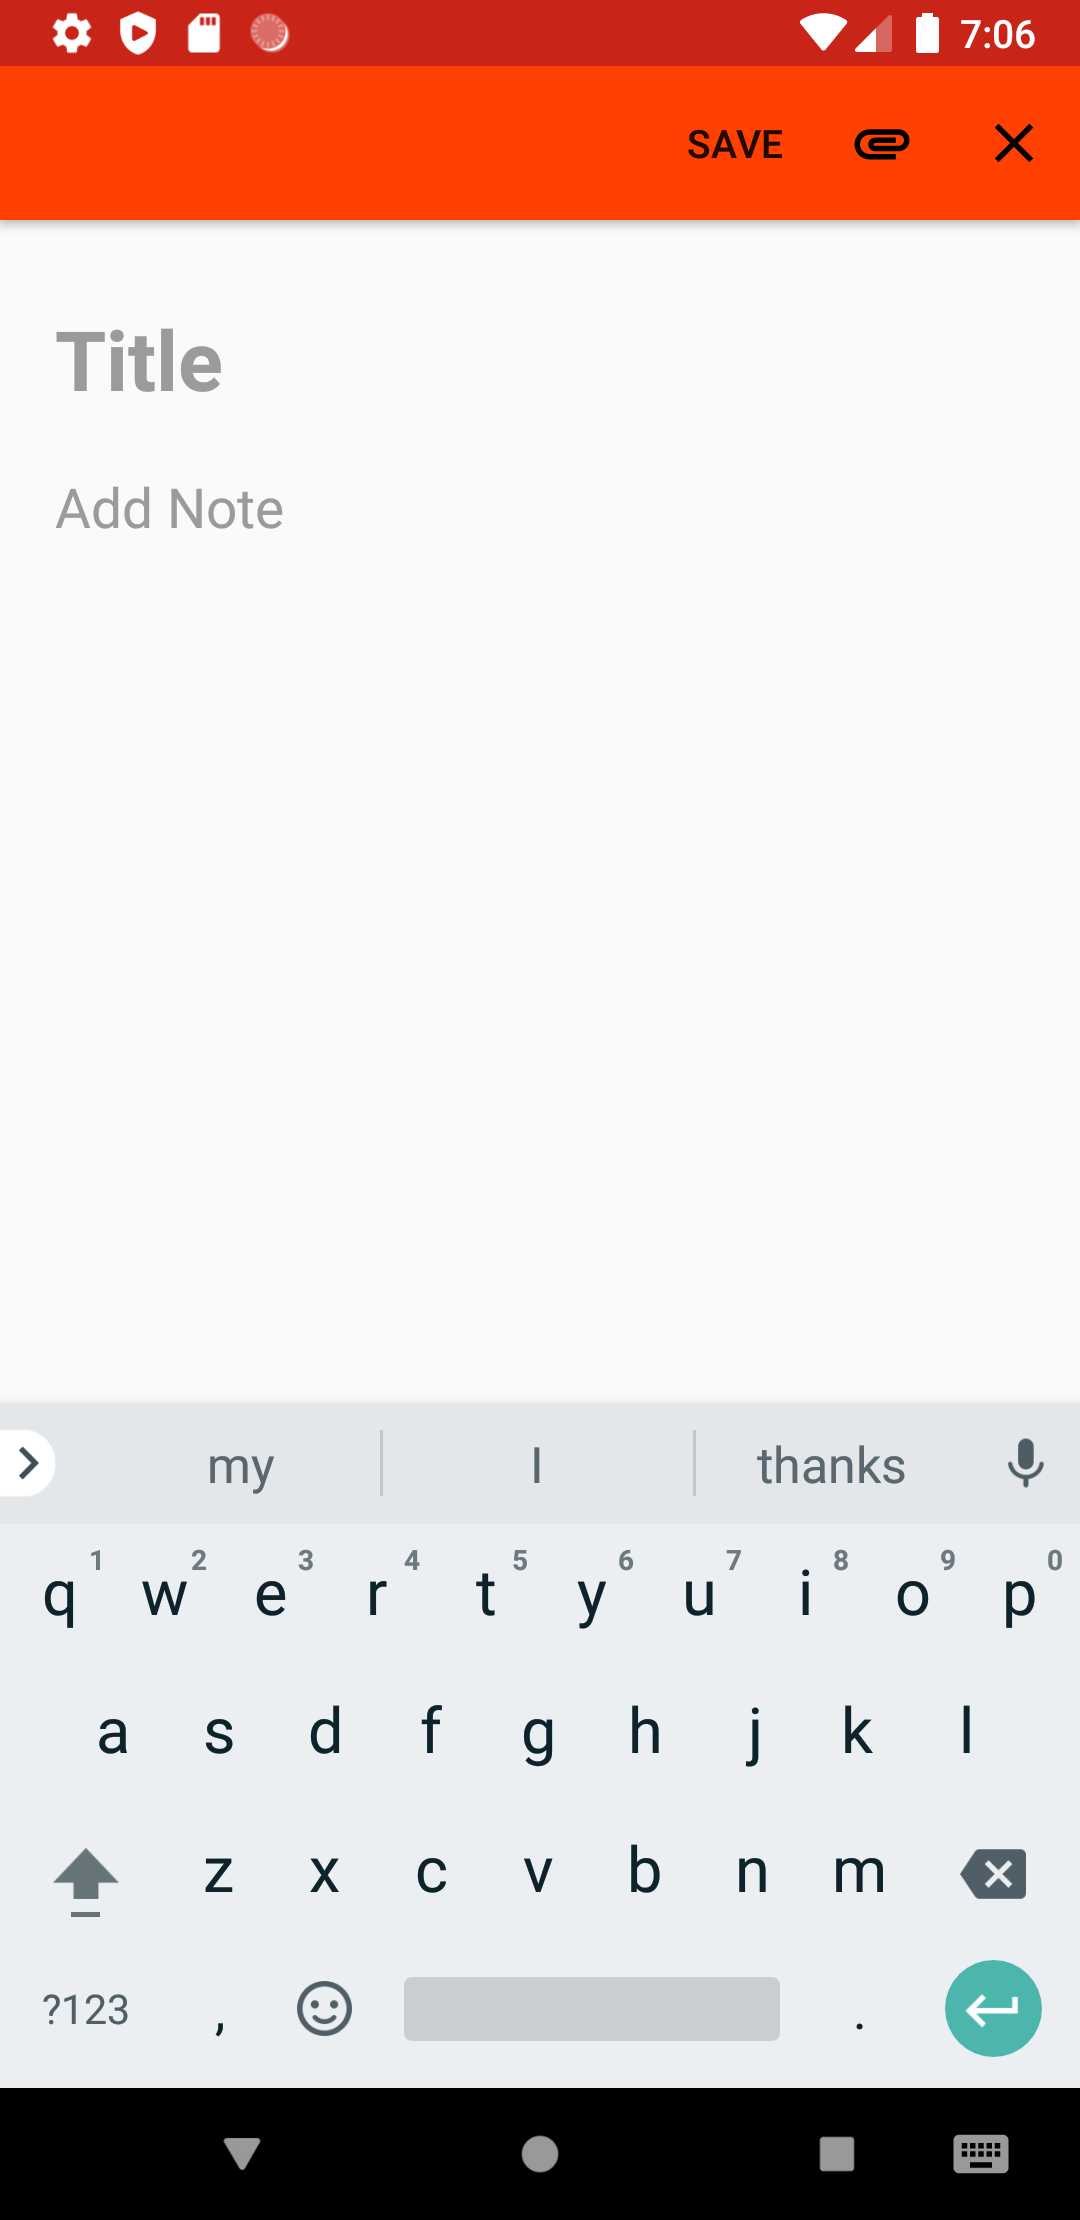 7:06
SAVE
Title
Add Note
my I thanks
1 2 3 4 5 6 7 8 9 0
q w e r t y u i o p
a s d f g h j k l
z x c v b n m
?123 , .